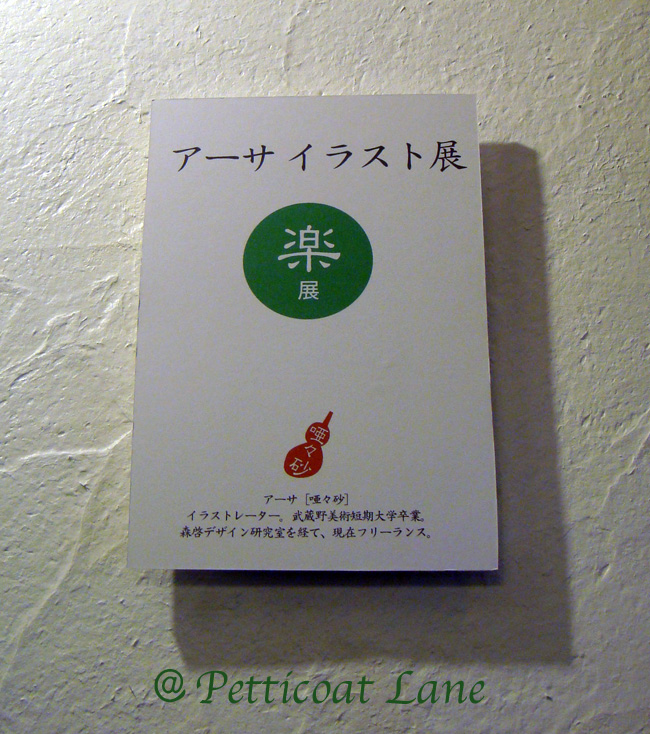 アーサ イラスト展
楽
展
唖
々
砂
アーサ [唖々砂]
イラストレーター。武蔵野美術短期大学卒業。
森啓デザイン研究室を経て、現在フリーランス。
@ Petticoat Lane